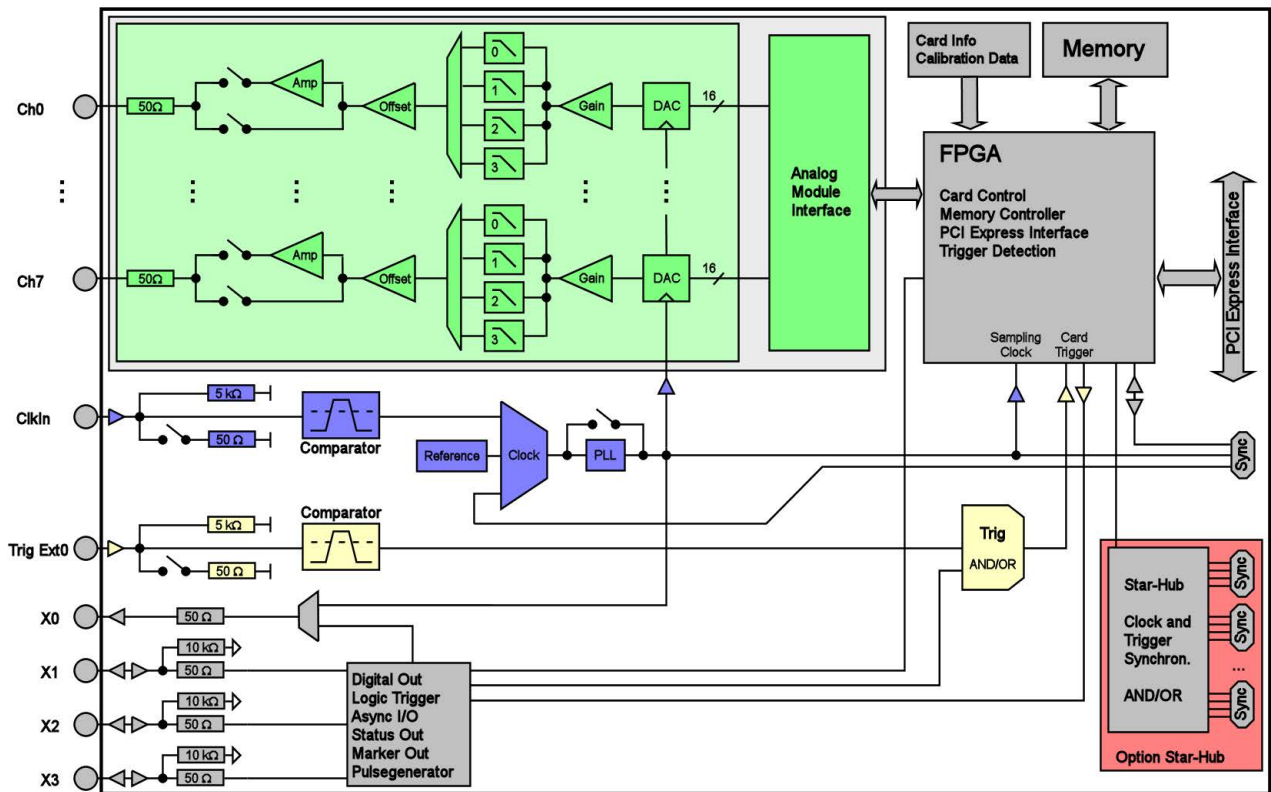 Card Info
Calibration Data
Memory
Ch0
50Ω
Amp
Offset
0
1
2
3
Gain
DAC
16
Analog
Module
Interface
FPGA
Card Control
Memory Controller
PCI Express Interface
Trigger Detection
Sampling
Clock
Card
Trigger
PCI Express Interface
Ch7
50Ω
Amp
Offset
0
1
2
3
Gain
DAC
16
ClkIn
5 kΩ
50 Ω
Comparator
Reference
Clock
PLL
Sync
Trig Ext0
5 kΩ
50 Ω
Comparator
Trig
AND/OR
X0
50 Ω
X1
10 kΩ
50 Ω
X2
10 kΩ
50 Ω
X3
10 kΩ
50 Ω
Digital Out
Logic Trigger
Async I/O
Status Out
Marker Out
Pulsegenerator
Star-Hub
Clock and
Trigger
Synchron.
AND/OR
Sync
Sync
...
Sync
Option Star-Hub